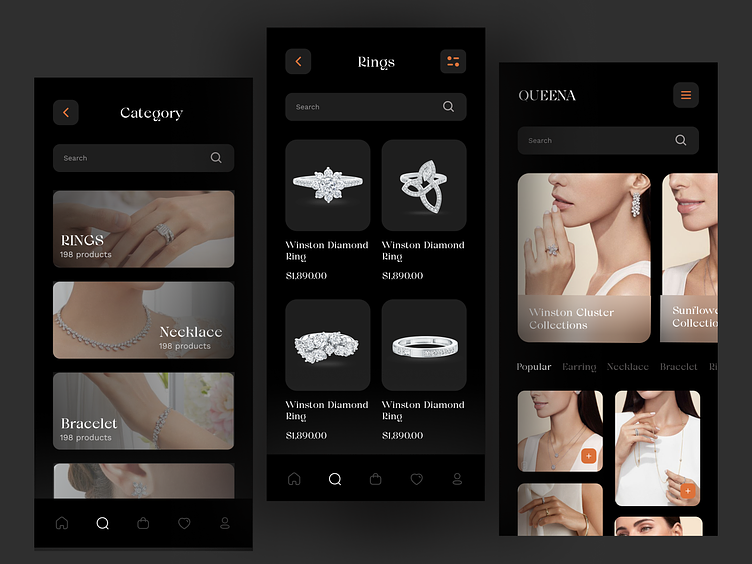 Category
Search
RINGS
198 products
Necklace
198 products
Bracelet
198 products
Rings
Search
Winston Diamond
Ring
$1,890.00
Winston Diamond
Ring
$1,890.00
Winston Diamond
Ring
$1,890.00
Winston Diamond
Ring
$1,890.00
QUEENA
Search
Winston Cluster
Collections
Sunflowe
Collectio
Popular Earring Necklace Bracelet Ri